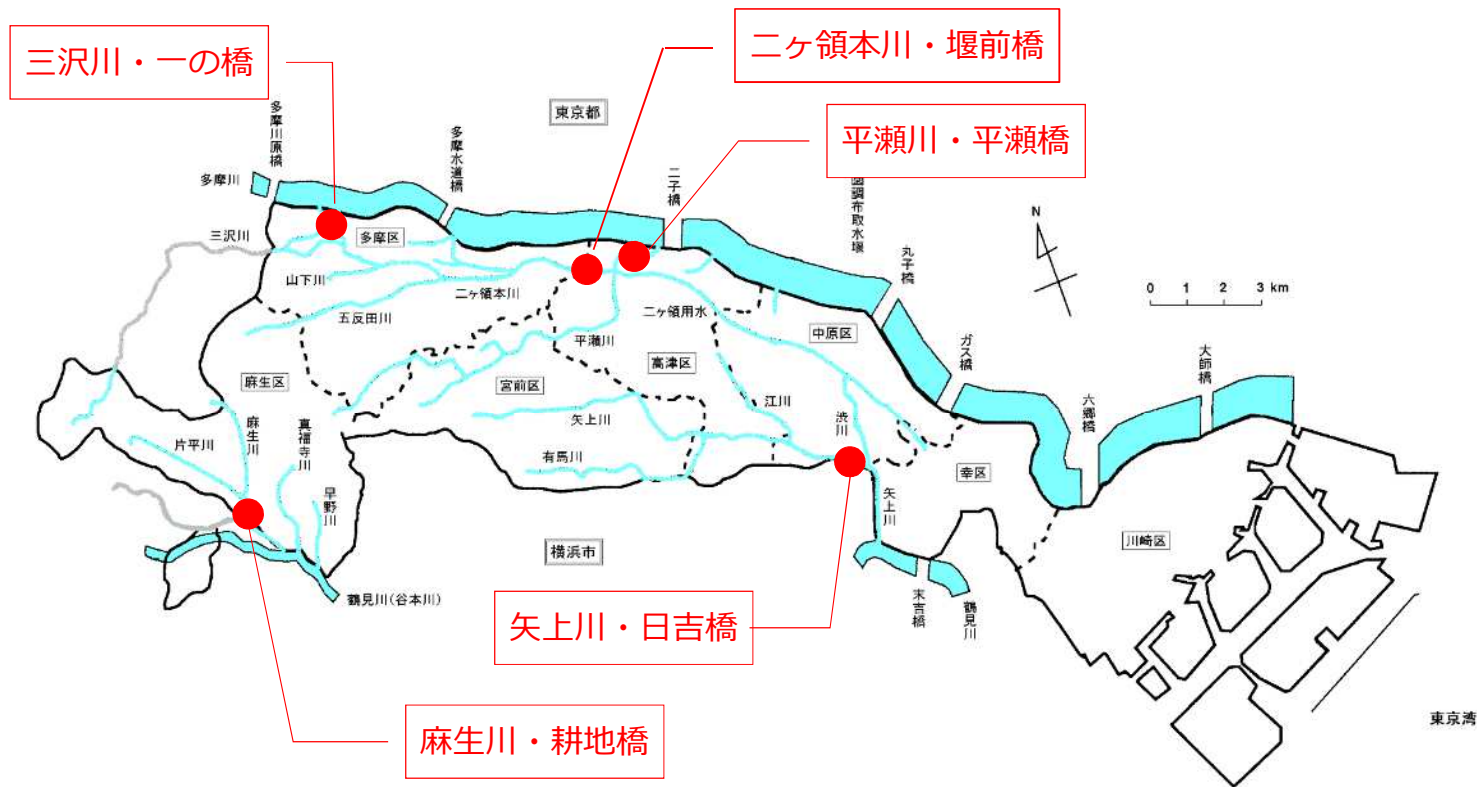 三沢川・一の橋
二ヶ領本川・堰前橋
平瀬川・平瀬橋
東京都
多摩川原橋
多摩水道橋
二子橋
調布取水堰
丸子橋
ガス橋
六郷橋
大師橋
多摩川
三沢川
多摩区
山下川
二ヶ領本川
五反田川
二ヶ領用水
平瀬川
中原区
高津区
宮前区
麻生区
N
0 1 2 3 km
片平川
麻生川
真福寺川
早野川
矢上川
有馬川
江川
渋川
幸区
矢上川
川崎区
横浜市
鶴見川(谷本川)
末吉橋
鶴見川
矢上川・日吉橋
麻生川・耕地橋
東京湾